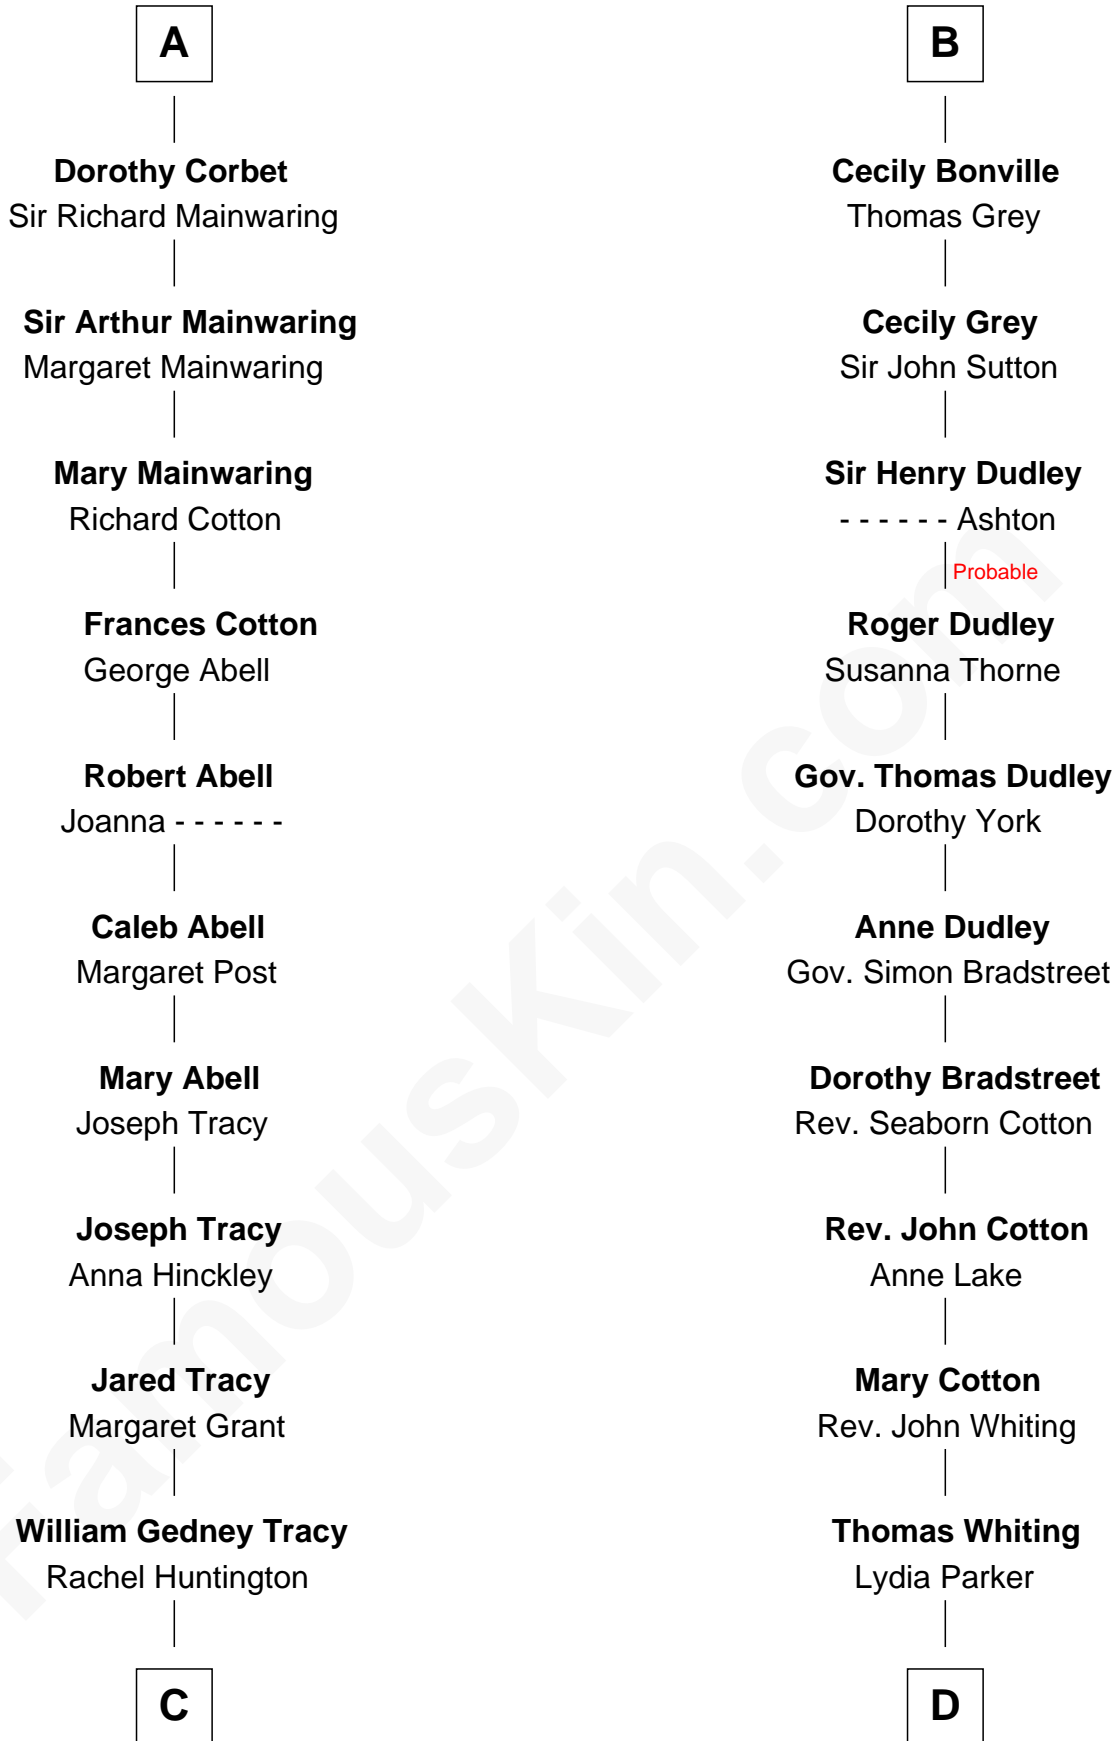 A
Dorothy Corbet
Sir Richard Mainwaring
Sir Arthur Mainwaring
Margaret Mainwaring
Mary Mainwaring
Richard Cotton
Frances Cotton
George Abell
Robert Abell
Joanna - - - - - -
Caleb Abell
Margaret Post
Mary Abell
Joseph Tracy
Joseph Tracy
Anna Hinckley
Jared Tracy
Margaret Grant
William Gedney Tracy
Rachel Huntington
C
B
Cecily Bonville
Thomas Grey
Cecily Grey
Sir John Sutton
Sir Henry Dudley
- - - - - - Ashton
Probable
Roger Dudley
Susanna Thorne
Gov. Thomas Dudley
Dorothy York
Anne Dudley
Gov. Simon Bradstreet
Dorothy Bradstreet
Rev. Seaborn Cotton
Rev. John Cotton
Anne Lake
Mary Cotton
Rev. John Whiting
Thomas Whiting
Lydia Parker
D
FamousKin.com